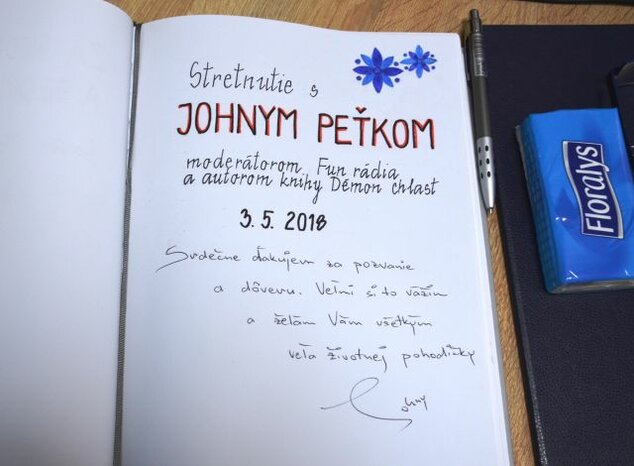 Stretnutie s
JOHNYM PEŤKOM
moderátorom Fun rádia
a autorom knihy Démon chlast
3. 5. 2018
Srdečne ďakujem za pozvanie
a dôveru. Veľmi si to vážim
a želám Vám všetkým
veľa životnej pohodičky
Johny
Floralys